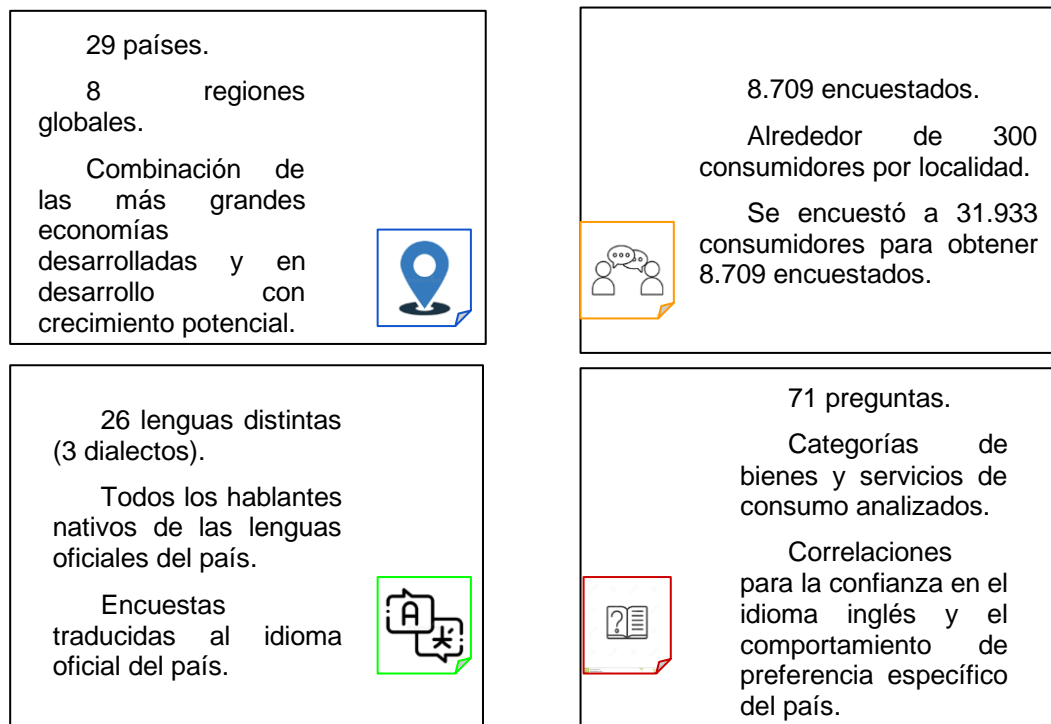 29 países.
8 regiones
globales.
Combinación de
las más grandes
economías
desarrolladas y en
desarrollo con
crecimiento potencial.
8.709 encuestados.
Alrededor de 300
consumidores por localidad.
Se encuestó a 31.933
consumidores para obtener
8.709 encuestados.
26 lenguas distintas
(3 dialectos).
Todos los hablantes
nativos de las lenguas
oficiales del país.
Encuestas
traducidas al idioma
oficial del país.
A
71 preguntas.
Categorías de
bienes y servicios de
consumo analizados.
Correlaciones
para la confianza en el
idioma inglés y el
comportamiento de
preferencia específico
del país.
?